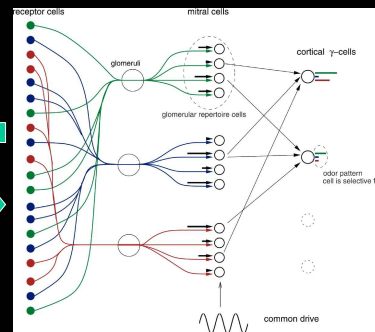 receptor cells
mitral cells
cortical γ–cells
glomeruli
glomerular repertoire cells
odor pattern
cell is selective
common drive